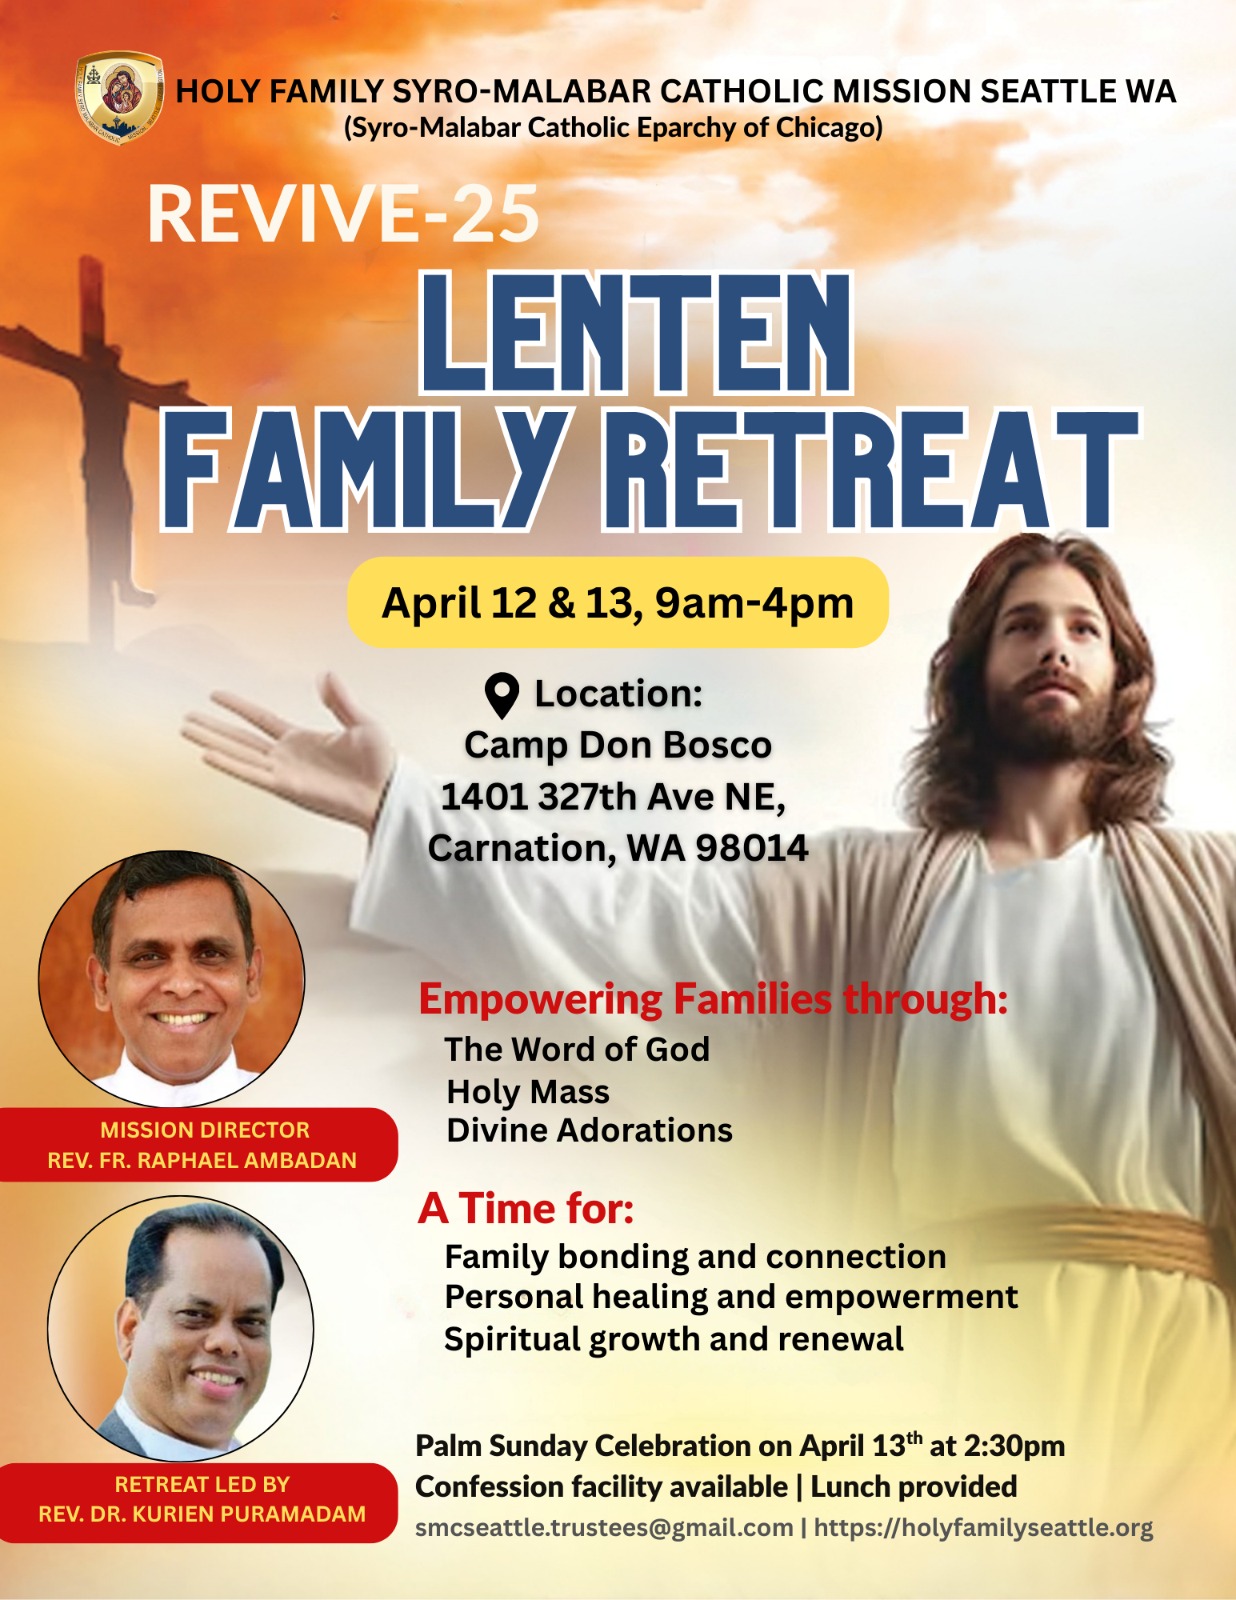 HOLY FAMILY SYRO-MALABAR CATHOLIC MISSION SEATTLE WA
(Syro-Malabar Catholic Eparchy of Chicago)
REVIVE-25
LENTEN
FAMILY RETREAT
April 12 & 13, 9am-4pm
Location:
Camp Don Bosco
1401 327th Ave NE,
Carnation, WA 98014
Empowering Families through:
The Word of God
Holy Mass
Divine Adorations
MISSION DIRECTOR
REV. FR. RAPHAEL AMBADAN
A Time for:
Family bonding and connection
Personal healing and empowerment
Spiritual growth and renewal
RETREAT LED BY
REV. DR. KURIEN PURAMADAM
Palm Sunday Celebration on April 13th at 2:30pm
Confession facility available | Lunch provided
smcseattle.trustees@gmail.com | https://holyfamilyseattle.org